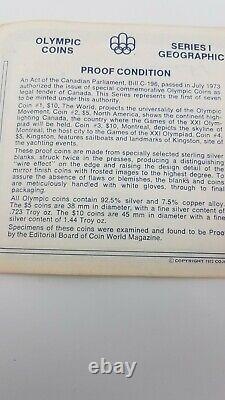 OLYMPIC COINS
SERIES I GEOGRAPHIC
PROOF CONDITION
An Act of the Canadian Parliament, Bill C-196, passed in July 1973
authorized the issue of special commemorative Olympic Coins as
legal tender of Canada. This Series represents the first of seven
to be minted under this authority.
Coin #1, $10, The World, projects the universality of the Olympic
Movement. Coin #2, $5, North America, shows the continent high-
lighting Canada, the country where the Games of the XXI Olym-
piad will be held. Coin #3, $10, Montreal, depicts the skyline of
Montreal, the host city to the Games of the XXI Olympiad. Coin #4,
$5, Kingston, features sailboats and landmarks of Kingston, site of
the yachting events.
These proof coins are made from specially selected sterling silver
blanks, struck twice in the presses, producing a distinguishing
"wire effect" on the edge and raising the design detail to the
mirror finish coins with frosted images to the highest degree. To
assure the absence of flaws or blemishes, the blanks and coins
are meticulously handled with white gloves, through to final
packaging.
All Olympic coins contain 92.5% silver and 7.5% copper alloy.
The $5 coins are 38 mm in diameter, with a fine silver content of
.723 Troy oz. The $10 coins are 45 mm in diameter with a fine
silver content of 1.44 Troy oz.
Specimens of these coins were examined and found to be Proof
by the Editorial Board of Coin World Magazine.
© COPYRIGHT